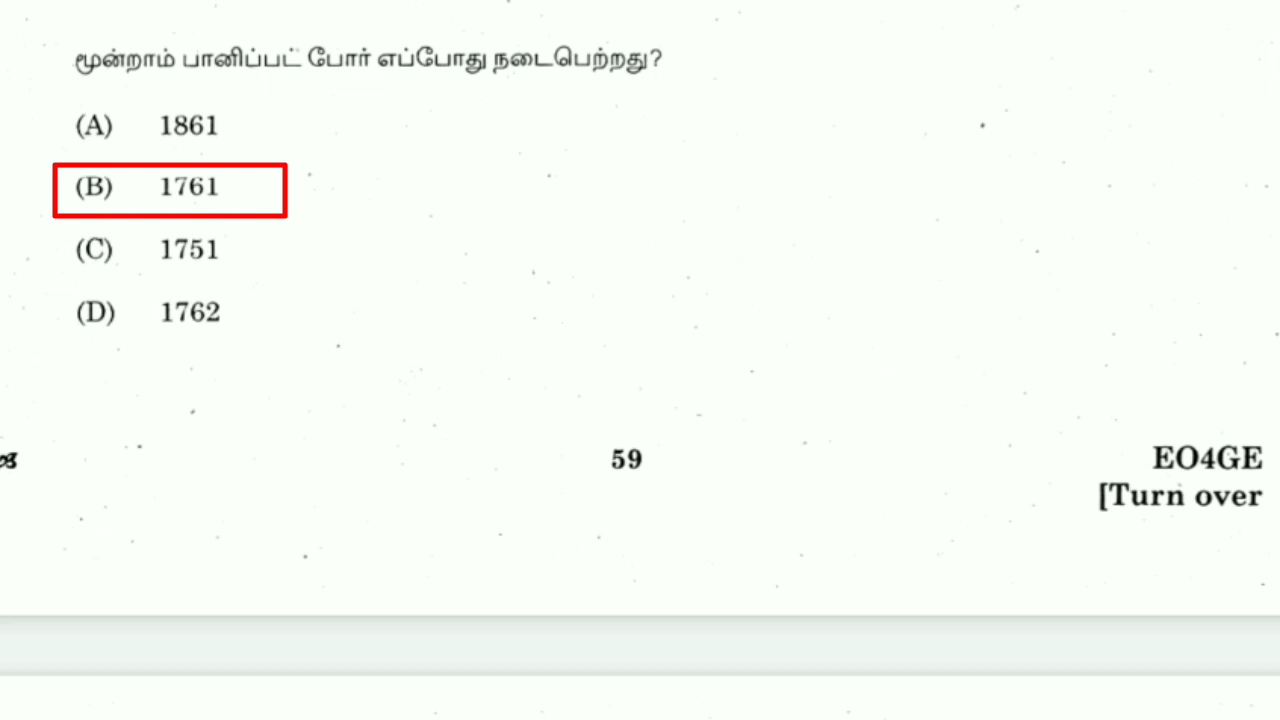 மூன்றாம் பானிப்பட் போர் எப்போது நடைபெற்றது?
(A) 1861
(B) 1761
(C) 1751
(D) 1762
59
EO4GE
[Turn over